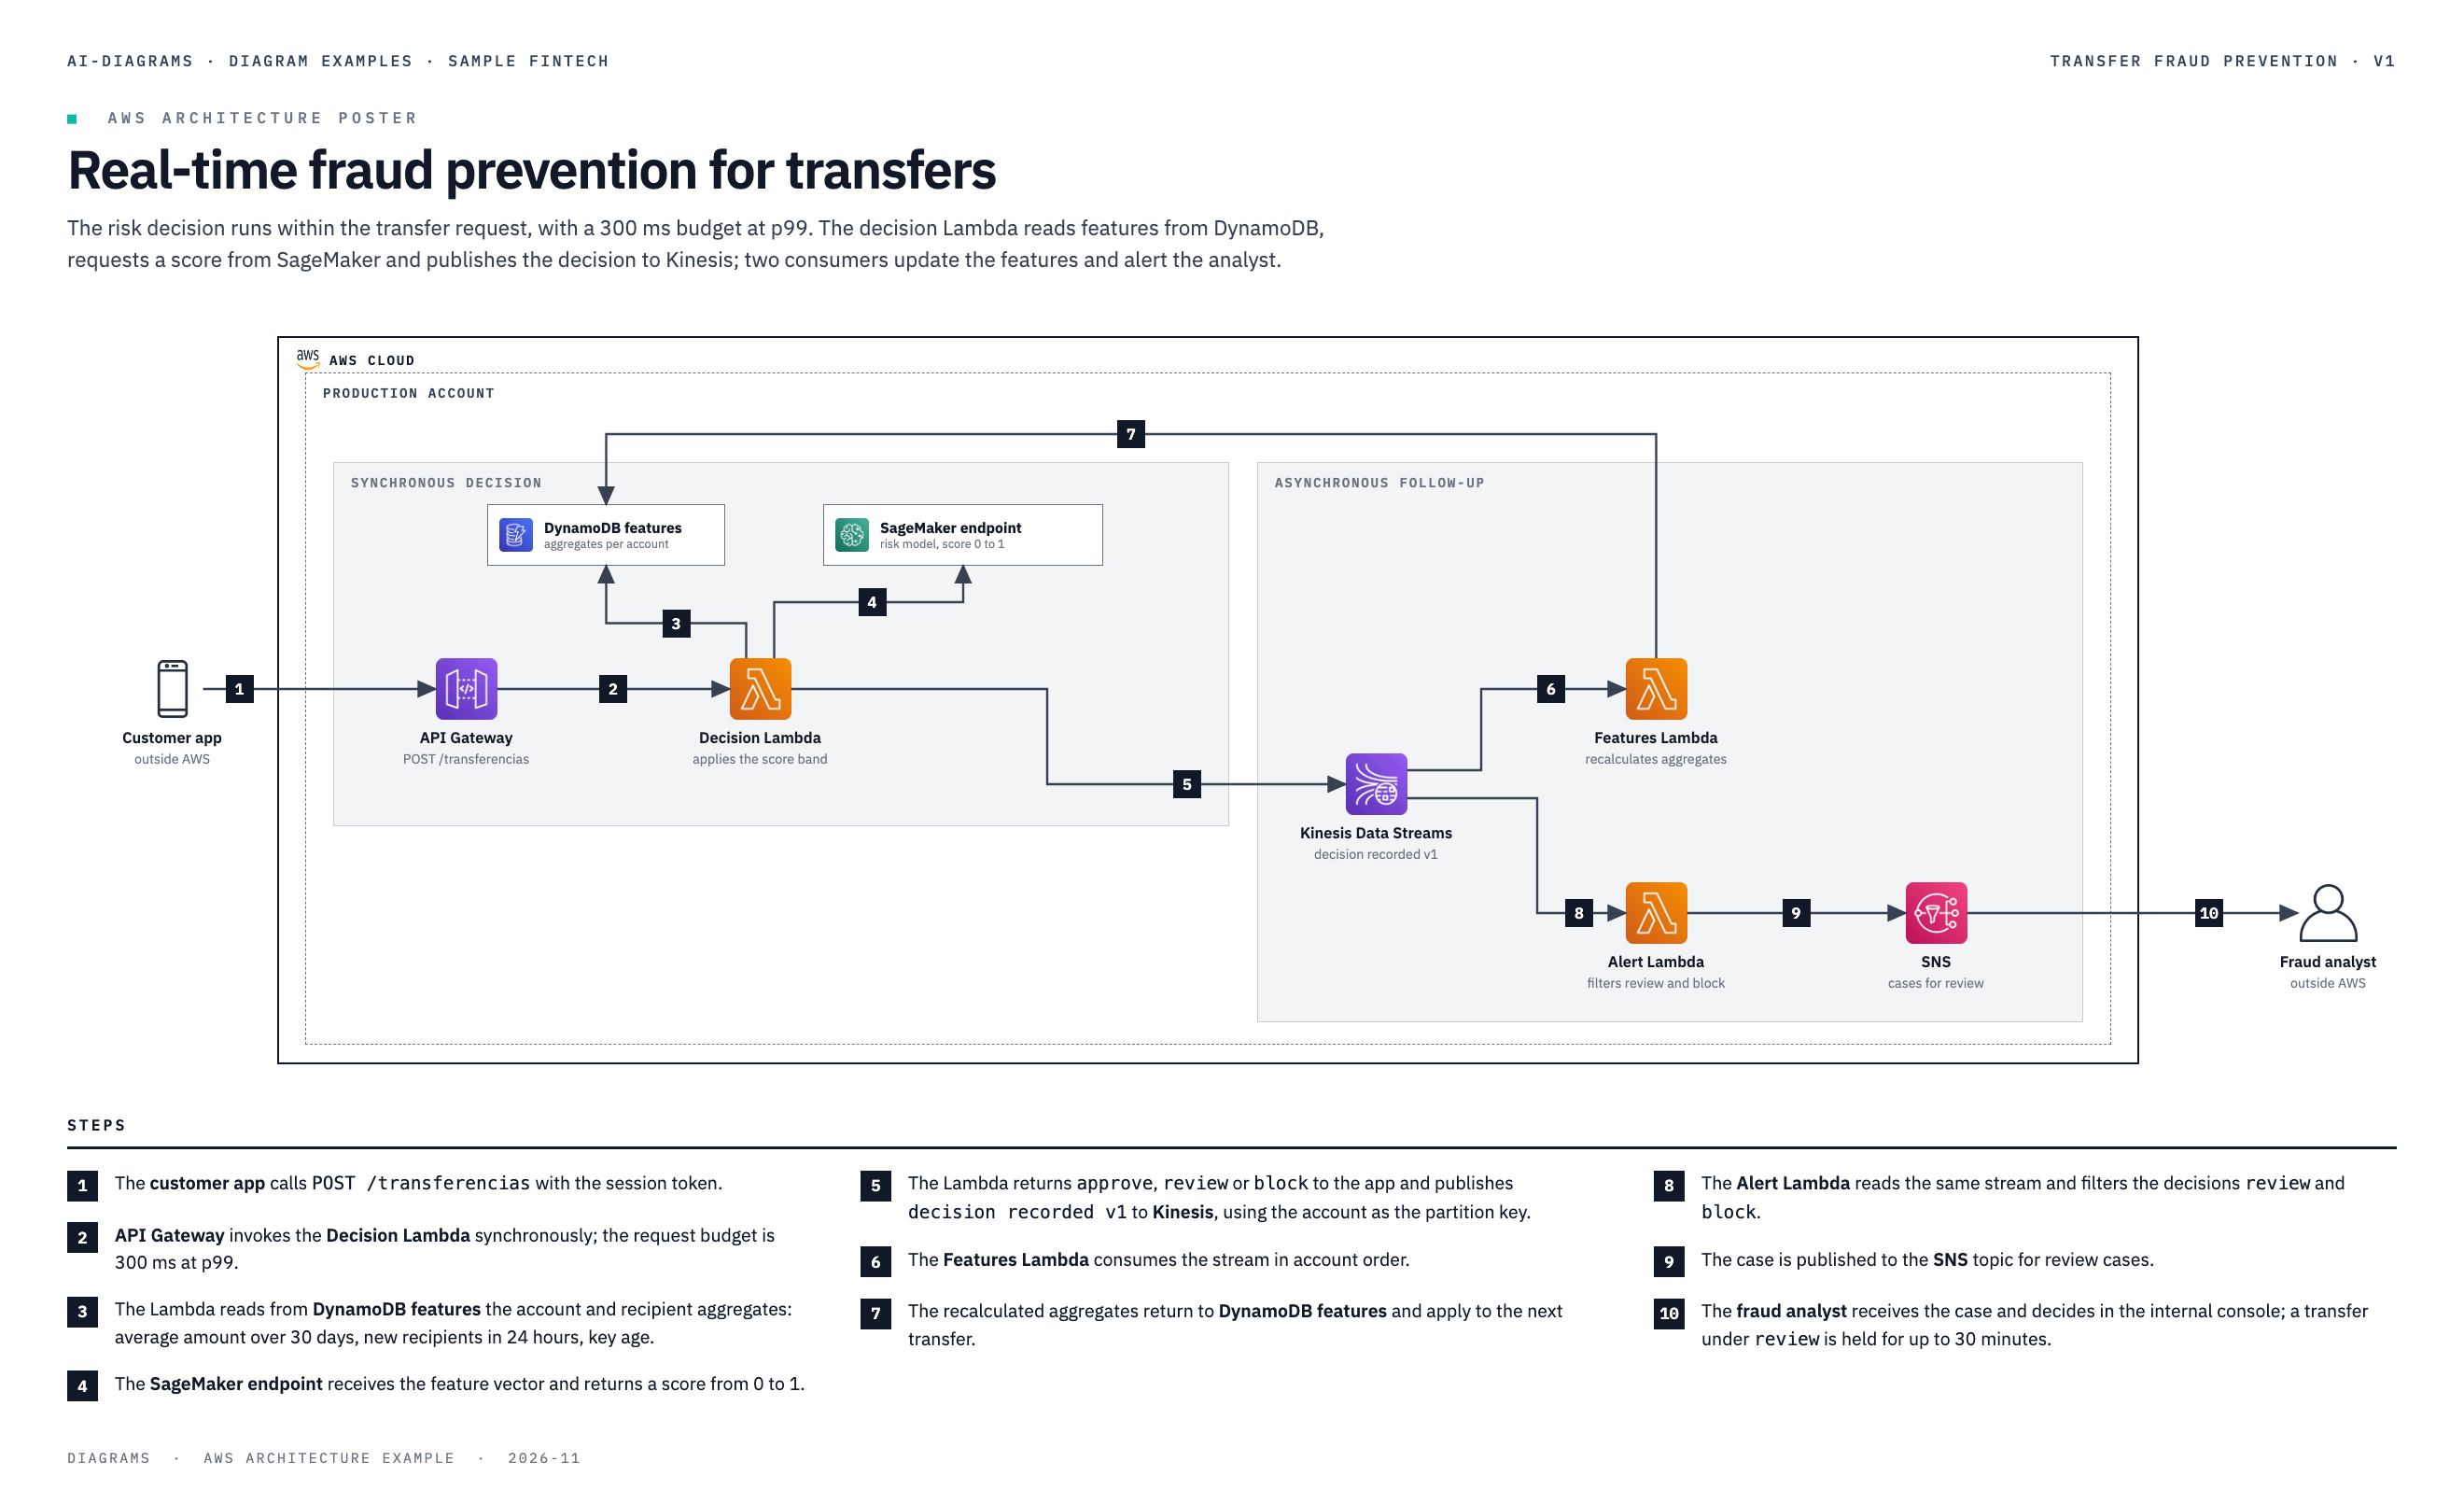 AI-DIAGRAMS · DIAGRAM EXAMPLES · SAMPLE FINTECH
TRANSFER FRAUD PREVENTION · V1
AWS ARCHITECTURE POSTER
Real-time fraud prevention for transfers
The risk decision runs within the transfer request, with a 300 ms budget at p99. The decision Lambda reads features from DynamoDB,
requests a score from SageMaker and publishes the decision to Kinesis; two consumers update the features and alert the analyst.
aws
AWS CLOUD
PRODUCTION ACCOUNT
7
SYNCHRONOUS DECISION
DynamoDB features
aggregates per account
SageMaker endpoint
risk model, score 0 to 1
3
4
1
2
Customer app
outside AWS
API Gateway
POST /transferencias
Decision Lambda
applies the score band
5
ASYNCHRONOUS FOLLOW-UP
6
Features Lambda
recalculates aggregates
Kinesis Data Streams
decision recorded v1
8
9
10
Alert Lambda
filters review and block
SNS
cases for review
Fraud analyst
outside AWS
STEPS
1 The customer app calls POST /transferencias with the session token.
2 API Gateway invokes the Decision Lambda synchronously; the request budget is
300 ms at p99.
3 The Lambda reads from DynamoDB features the account and recipient aggregates:
average amount over 30 days, new recipients in 24 hours, key age.
4 The SageMaker endpoint receives the feature vector and returns a score from 0 to 1.
5 The Lambda returns approve, review or block to the app and publishes
decision recorded v1 to Kinesis, using the account as the partition key.
6 The Features Lambda consumes the stream in account order.
7 The recalculated aggregates return to DynamoDB features and apply to the next
transfer.
8 The Alert Lambda reads the same stream and filters the decisions review and
block.
9 The case is published to the SNS topic for review cases.
10 The fraud analyst receives the case and decides in the internal console; a transfer
under review is held for up to 30 minutes.
DIAGRAMS · AWS ARCHITECTURE EXAMPLE · 2026-11